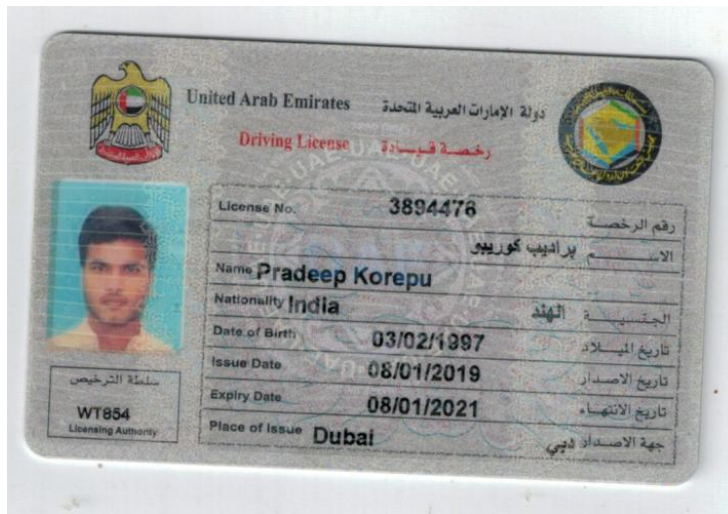 United Arab Emirates دولة الإمارات العربية المتحدة
Driving License رخصة قيادة
License No. 3894476 رقم الرخصة
الاسم براديب كوريبو
Name Pradeep Korepu
Nationality India الجنسية الهند
Date of Birth 03/02/1997 تاريخ الميلاد
Issue Date 08/01/2019 تاريخ الاصدار
Expiry Date 08/01/2021 تاريخ الانتهاء
Place of Issue Dubai جهة الاصدار دبي
سلطة الترخيص
WT854
Licensing Authority